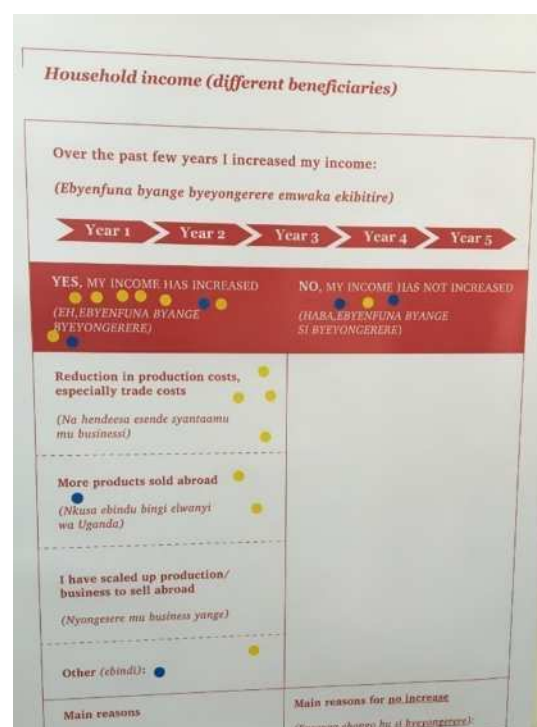 Household income (different beneficiaries)
Over the past few years I increased my income:
(Ebyenfuna byange byeyongerere emwaka ekibitire)
Year 1 Year 2 Year 3 Year 4 Year 5
YES, MY INCOME HAS INCREASED
(EH,EBYENFUNA BYANGE
BYEYONGERERE)
NO, MY INCOME HAS NOT INCREASED
(HABA,EBYENFUNA BYANGE
SI BYEYONGERERE)
Reduction in production costs,
especially trade costs
(Na hendeesa esende syantaamu
mu businessi)
More products sold abroad
(Nkusa ebindu bingi elwanyi
wa Uganda)
I have scaled up production/
business to sell abroad
(Nyongesere mu business yange)
Other (ebindi):
Main reasons
Main reasons for no increase